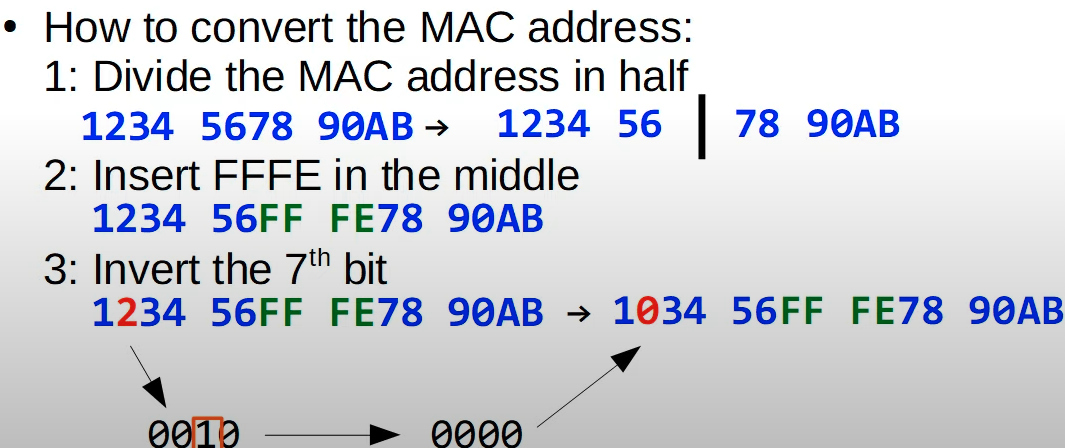 • How to convert the MAC address:
1: Divide the MAC address in half
1234 5678 90AB → 1234 56 | 78 90AB
2: Insert FFFE in the middle
1234 56FF FE78 90AB
3: Invert the 7th bit
1234 56FF FE78 90AB → 1034 56FF FE78 90AB
0010 → 0000